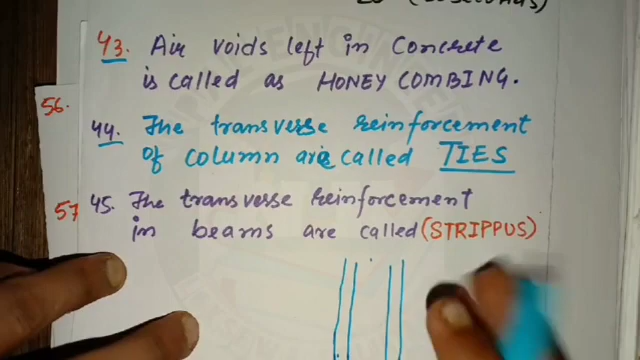 20 (
43. Air voids left in Concrete
is called as HONEY COMBING.
56.
44. The transverse reinforcement
of column are called TIES
57 45. The transverse reinforcement
in beams are called (STRIPPUS)